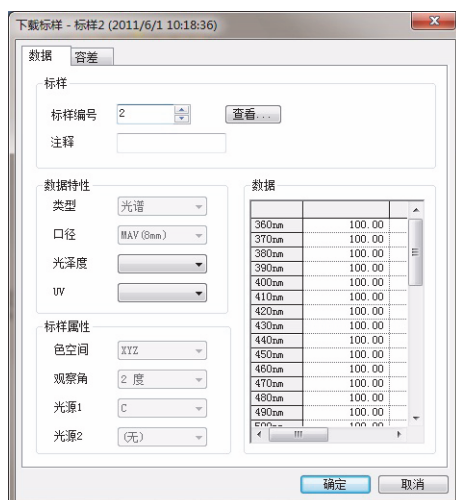 下载标样 - 标样2 (2011/6/1 10:18:36)
数据 容差
标样
标样编号 2 查看...
注释
数据特性
类型 光谱
口径 MAV(8mm)
光泽度
UV
标样属性
色空间 XYZ
观察角 2 度
光源1 C
光源2 (无)
数据
360nm 100.00
370nm 100.00
380nm 100.00
390nm 100.00
400nm 100.00
410nm 100.00
420nm 100.00
430nm 100.00
440nm 100.00
450nm 100.00
460nm 100.00
470nm 100.00
480nm 100.00
490nm 100.00
500nm 100.00
确定 取消